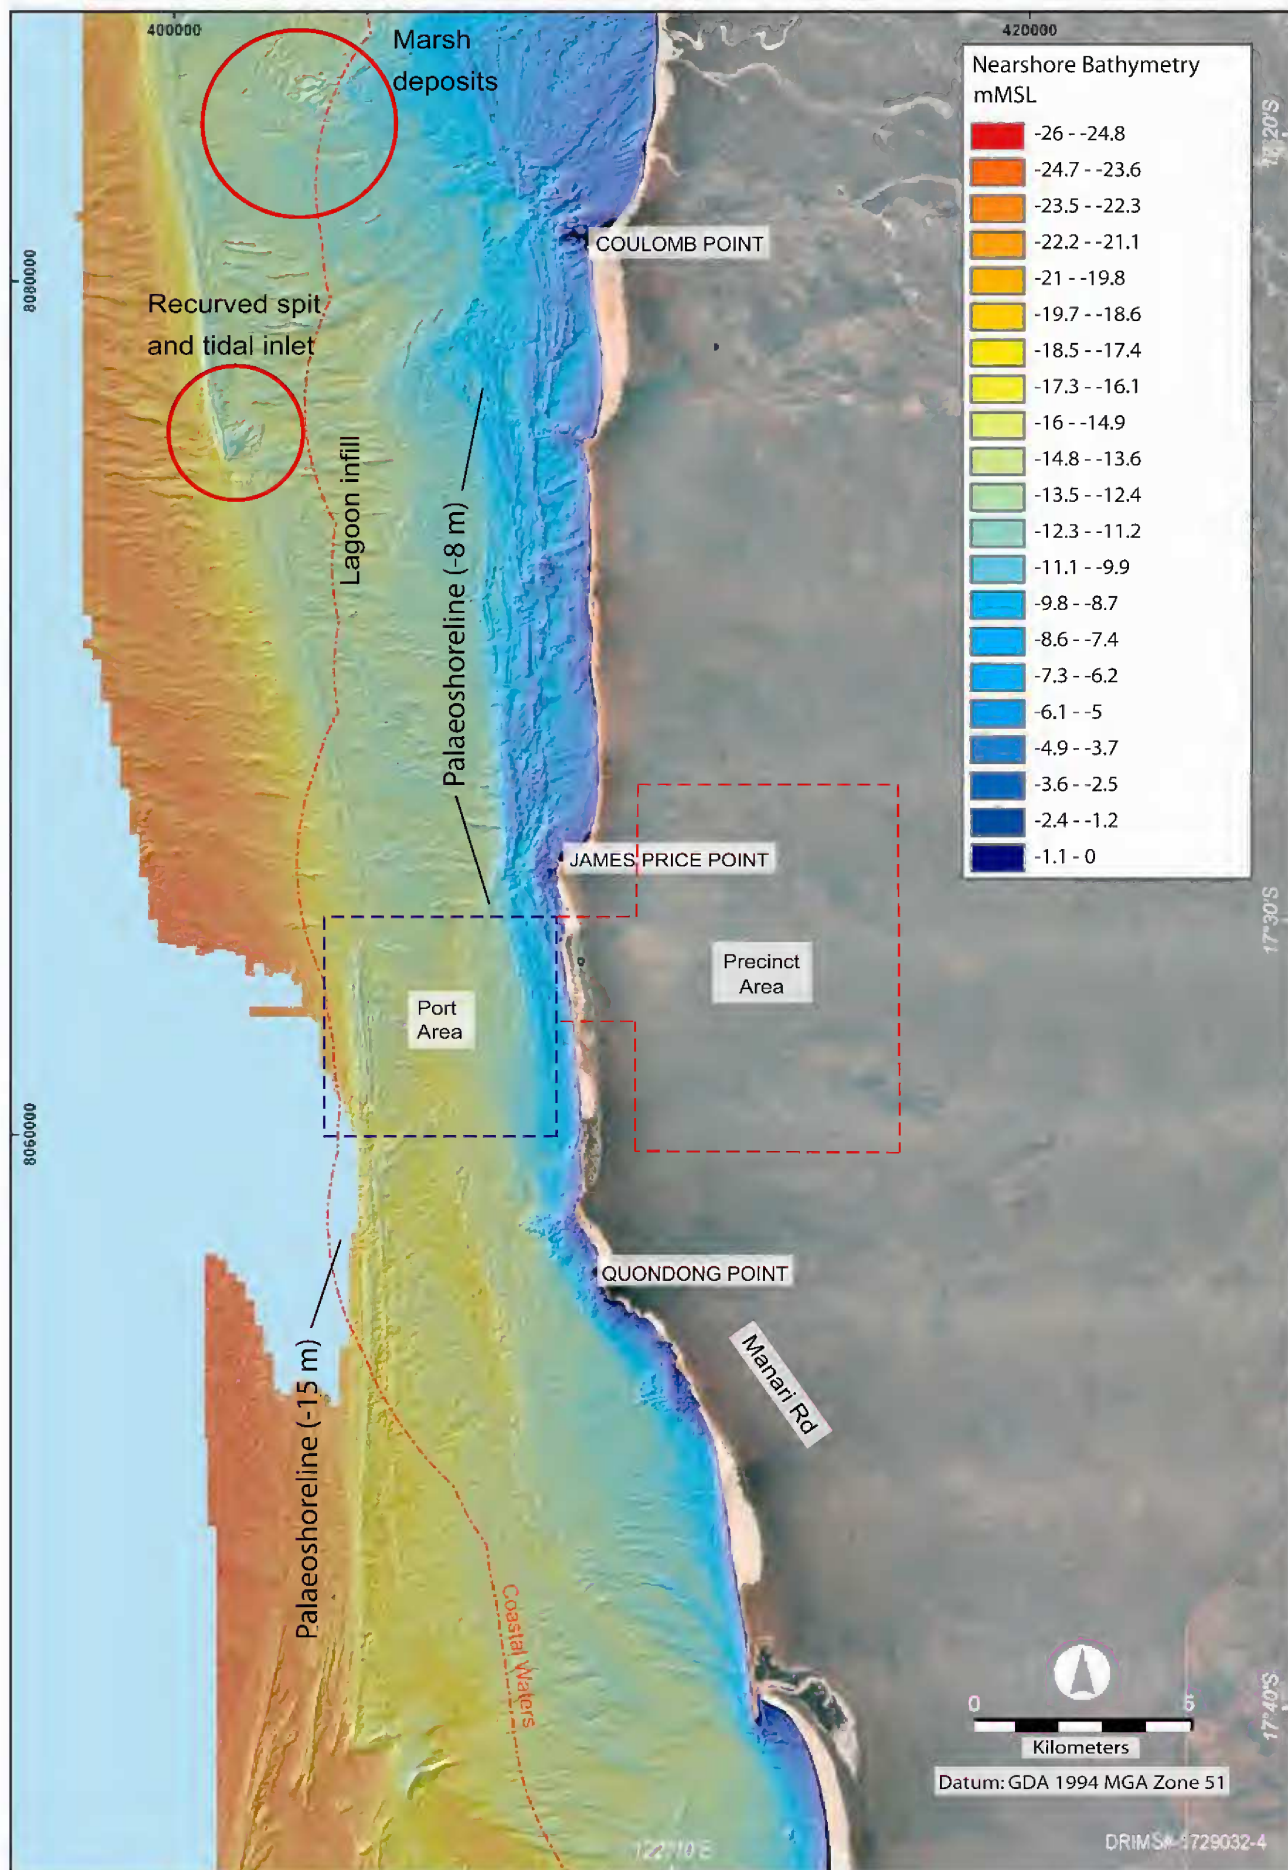 400000
420000
Marsh
deposits
Nearshore Bathymetry
mMSL
-26 - -24.8
-24.7 - -23.6
-23.5 - -22.3
-22.2 - -21.1
-21 - -19.8
-19.7 - -18.6
-18.5 - -17.4
-17.3 - -16.1
-16 - -14.9
-14.8 - -13.6
-13.5 - -12.4
-12.3 - -11.2
-11.1 - -9.9
-9.8 - -8.7
-8.6 - -7.4
-7.3 - -6.2
-6.1 - -5
-4.9 - -3.7
-3.6 - -2.5
-2.4 - -1.2
-1.1 - 0
COULOMB POINT
8080000
Recurved spit
and tidal inlet
Lagoon infill
Palaeoshoreline (-8 m)
JAMES PRICE POINT
17°30'S
Precinct
Area
Port
Area
8060000
QUONDONG POINT
Manari Rd
Palaeoshoreline (-15 m)
Coastal Waters
17°40'S
0
Kilometers
Datum: GDA 1994 MGA Zone 51